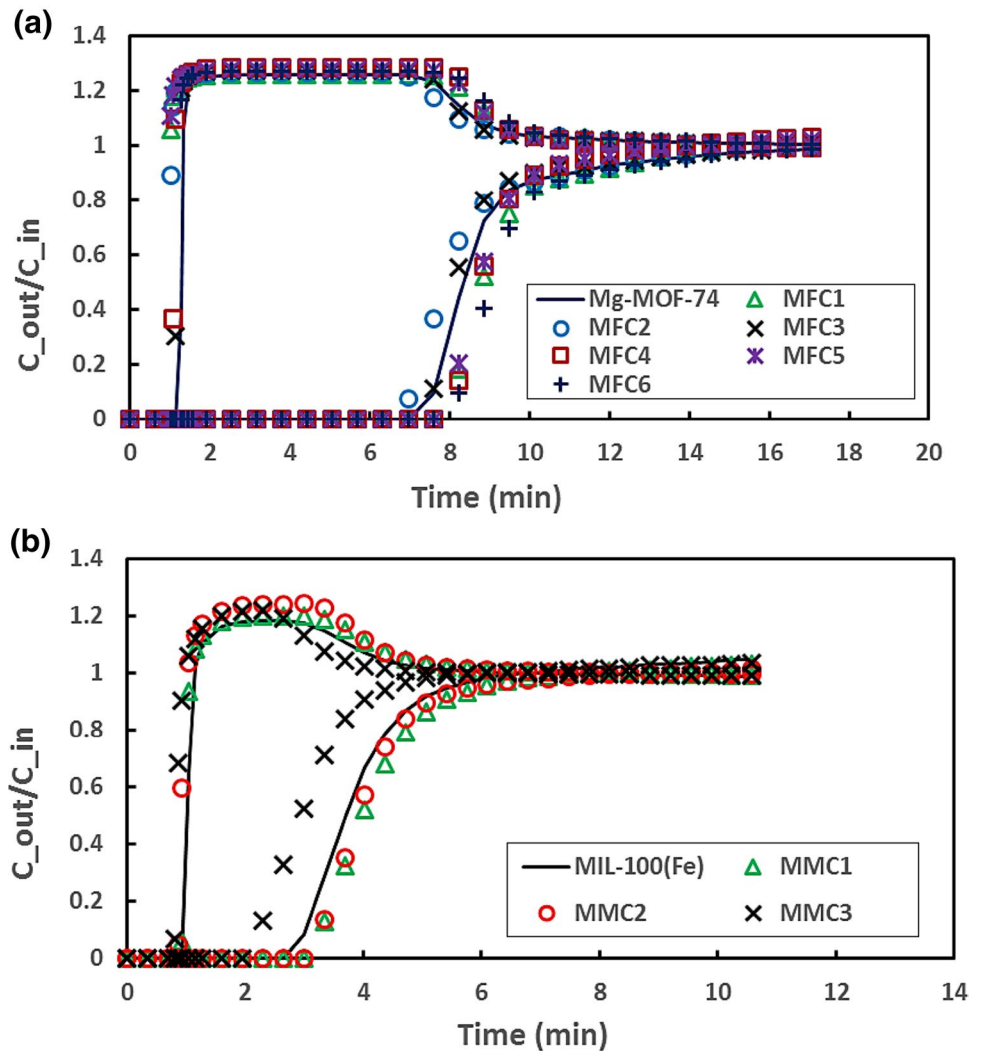 (a)
1.4
1.2
1
0.8
0.6
0.4
0.2
0
C_out/C_in
0 2 4 6 8 10 12 14 16 18 20
Time (min)
Mg-MOF-74 MFC1
MFC2 MFC3
MFC4 MFC5
MFC6
(b)
1.4
1.2
1
0.8
0.6
0.4
0.2
0
C_out/C_in
0 2 4 6 8 10 12 14
Time (min)
MIL-100(Fe) MMC1
MMC2 MMC3